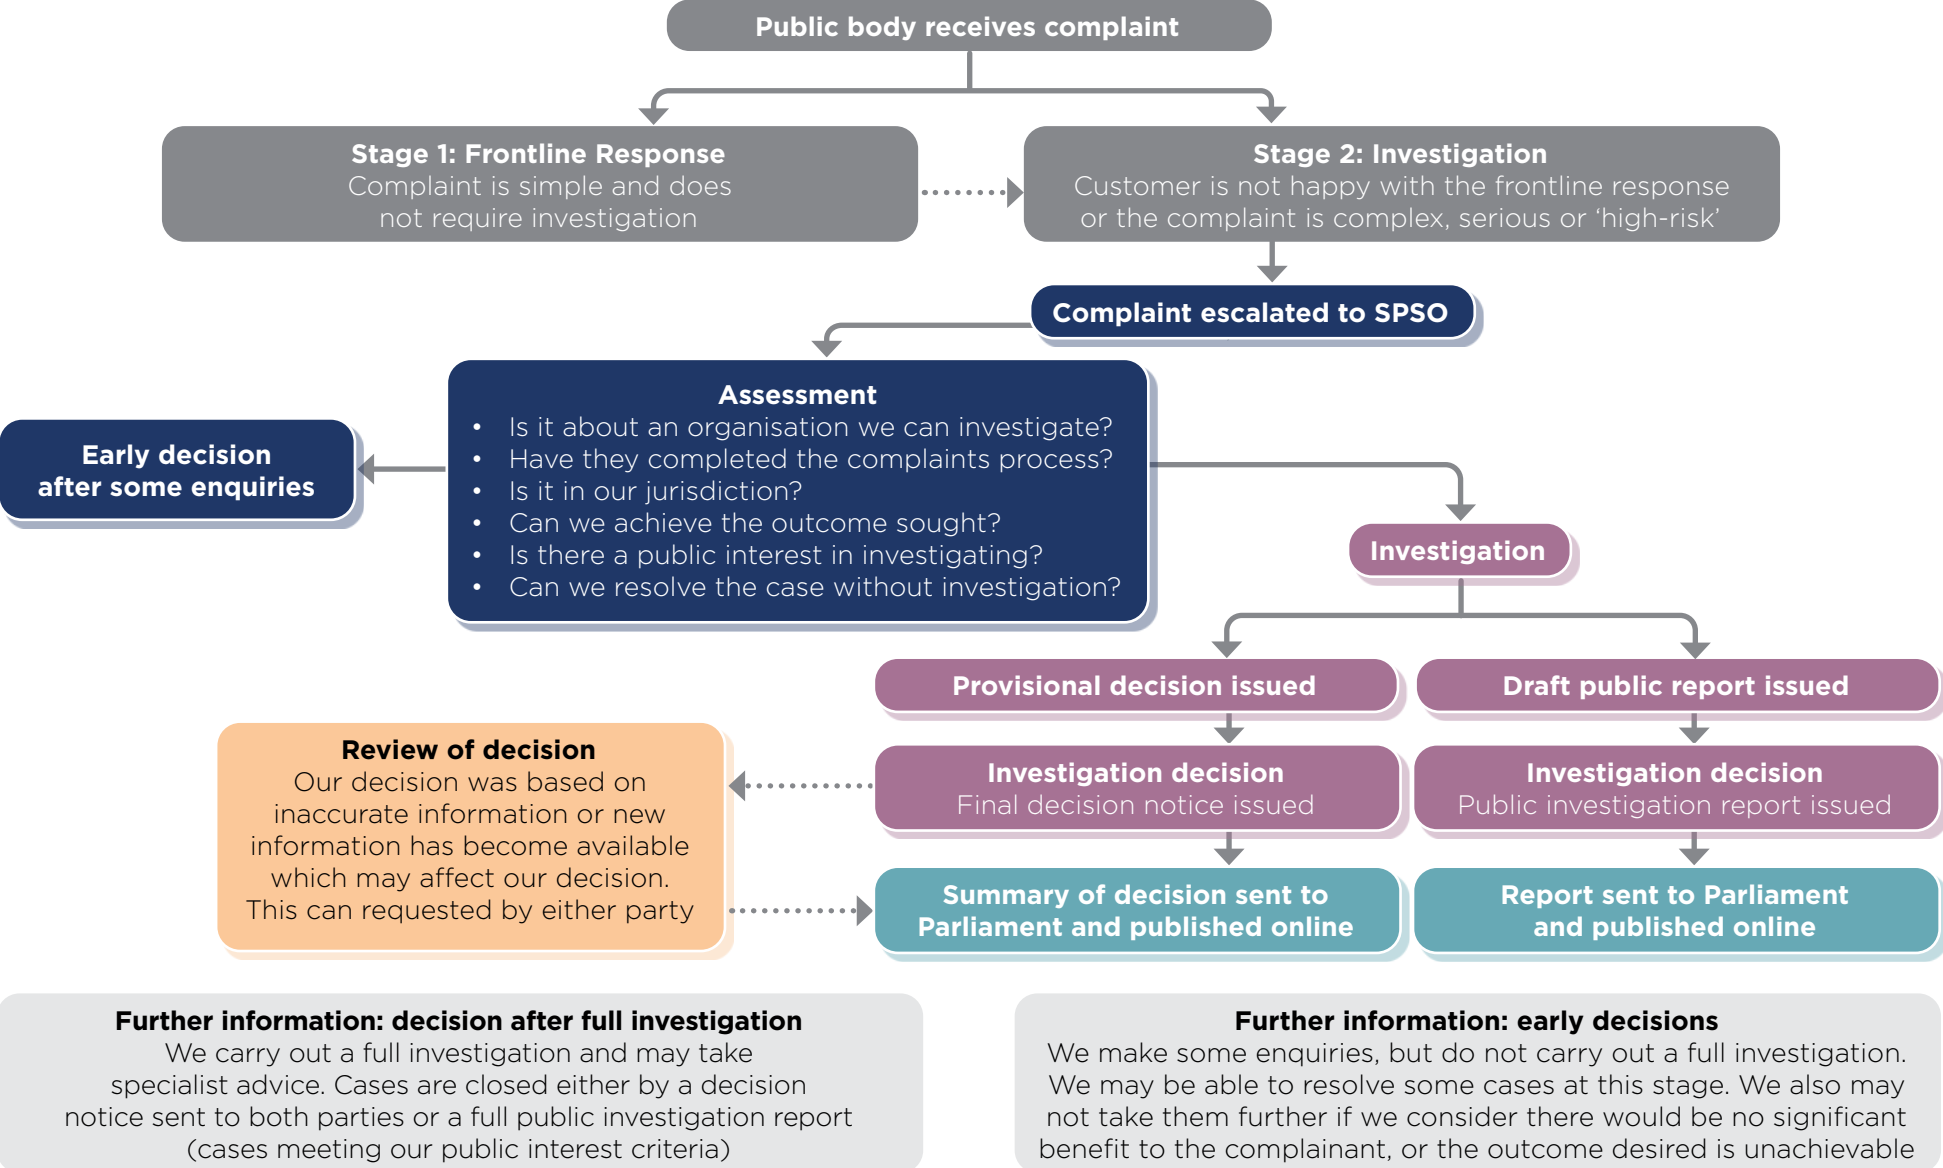 Public body receives complaint
Stage 1: Frontline Response
Complaint is simple and does
not require investigation
Stage 2: Investigation
Customer is not happy with the frontline response
or the complaint is complex, serious or ‘high-risk’
Complaint escalated to SPSO
Assessment
• Is it about an organisation we can investigate?
• Have they completed the complaints process?
• Is it in our jurisdiction?
• Can we achieve the outcome sought?
• Is there a public interest in investigating?
• Can we resolve the case without investigation?
Early decision
after some enquiries
Investigation
Provisional decision issued
Draft public report issued
Review of decision
Our decision was based on
inaccurate information or new
information has become available
which may affect our decision.
This can requested by either party
Investigation decision
Final decision notice issued
Investigation decision
Public investigation report issued
Summary of decision sent to
Parliament and published online
Report sent to Parliament
and published online
Further information: decision after full investigation
We carry out a full investigation and may take
specialist advice. Cases are closed either by a decision
notice sent to both parties or a full public investigation report
(cases meeting our public interest criteria)
Further information: early decisions
We make some enquiries, but do not carry out a full investigation.
We may be able to resolve some cases at this stage. We also may
not take them further if we consider there would be no significant
benefit to the complainant, or the outcome desired is unachievable